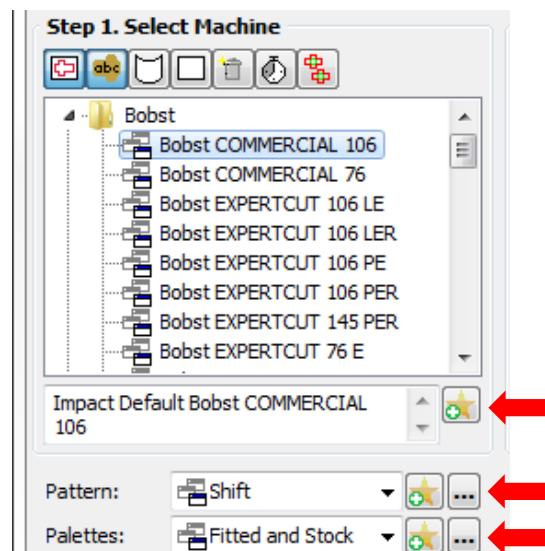 Step 1. Select Machine
abc
Bobst
Bobst COMMERCIAL 106
Bobst COMMERCIAL 76
Bobst EXPERTCUT 106 LE
Bobst EXPERTCUT 106 LER
Bobst EXPERTCUT 106 PE
Bobst EXPERTCUT 106 PER
Bobst EXPERTCUT 145 PER
Bobst EXPERTCUT 76 E
Impact Default Bobst COMMERCIAL
106
Pattern: Shift ...
Palettes: Fitted and Stock ...